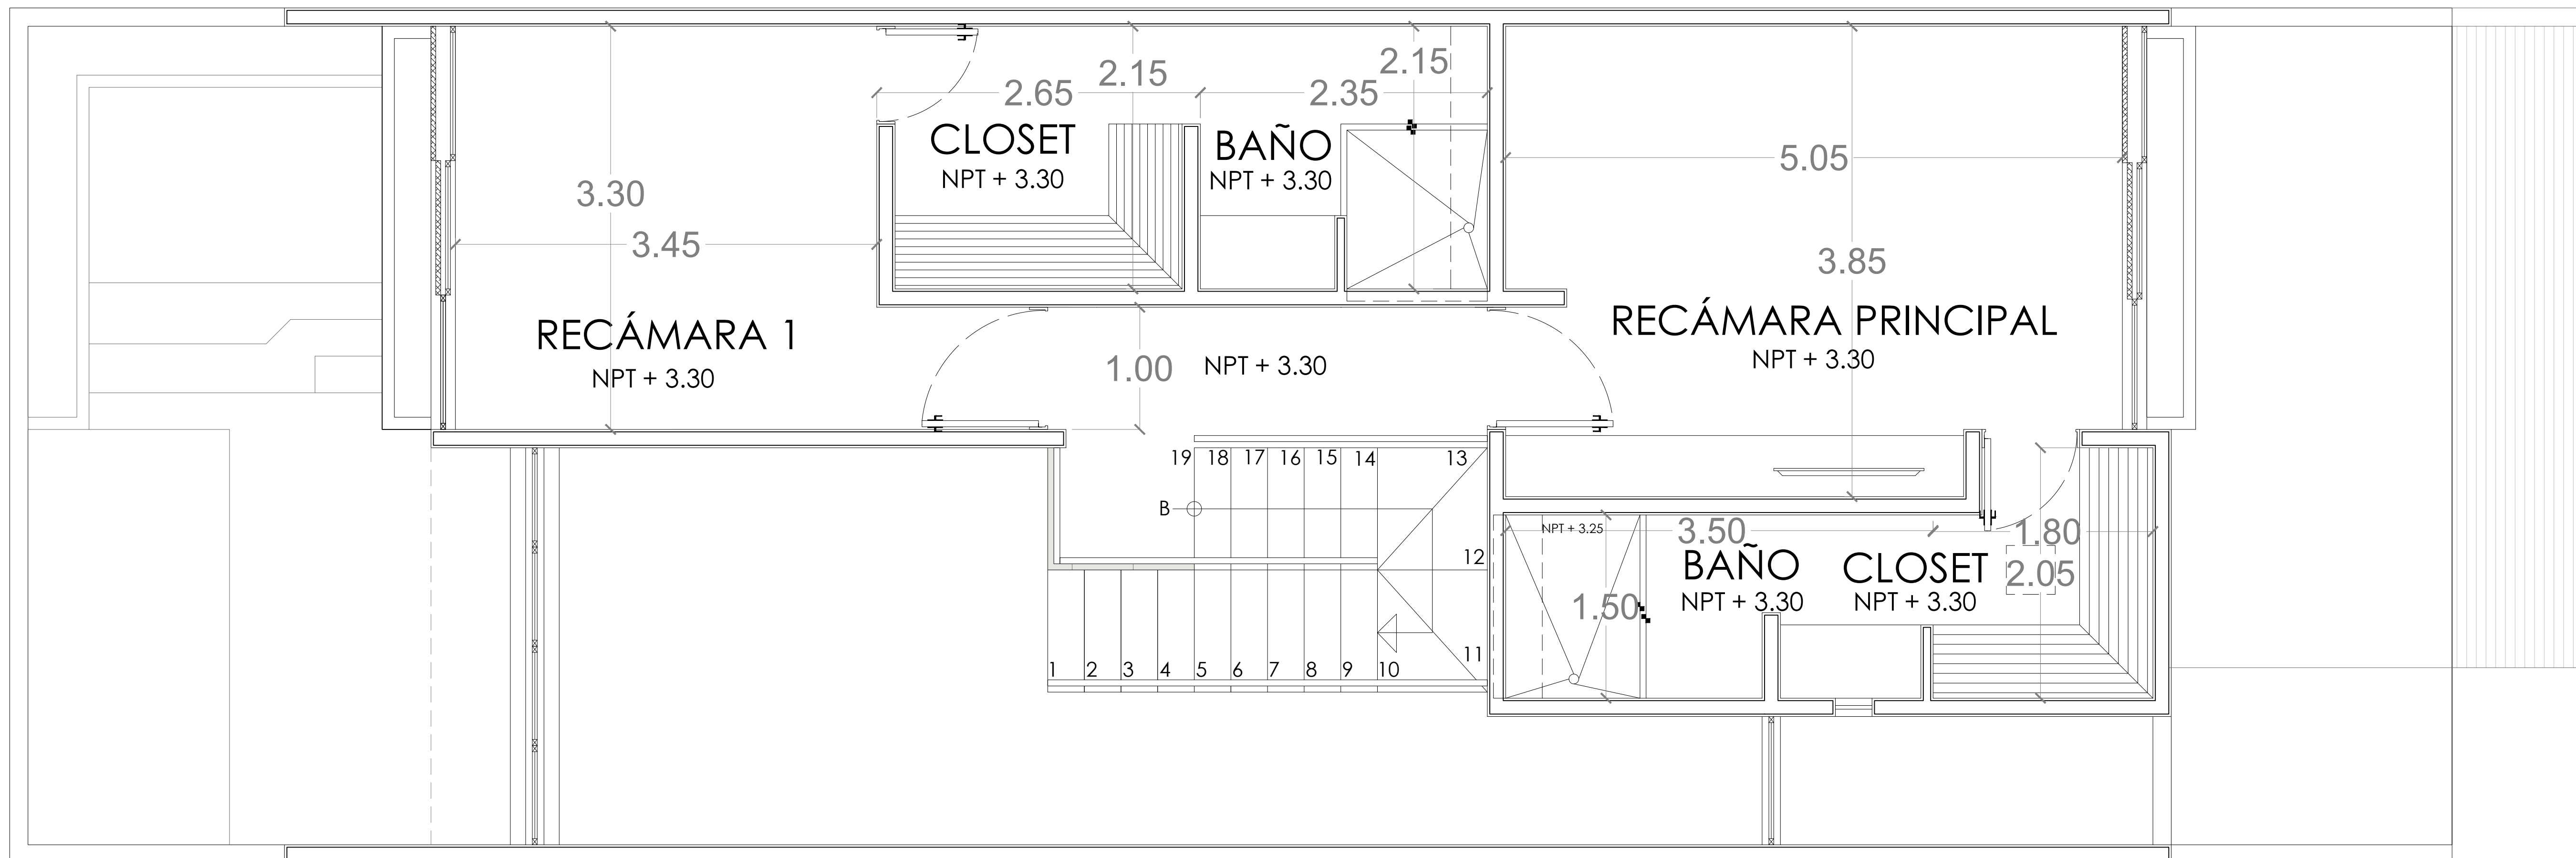 2.15
2.15
2.65
2.35
CLOSET
NPT + 3.30
BAÑO
NPT + 3.30
5.05
3.30
3.45
3.85
RECÁMARA 1
NPT + 3.30
1.00
NPT + 3.30
RECÁMARA PRINCIPAL
NPT + 3.30
19 18 17 16 15 14 13
B
12
11
1 2 3 4 5 6 7 8 9 10
NPT + 3.25
3.50
1.80
BAÑO
NPT + 3.30
CLOSET
NPT + 3.30
2.05
1.50